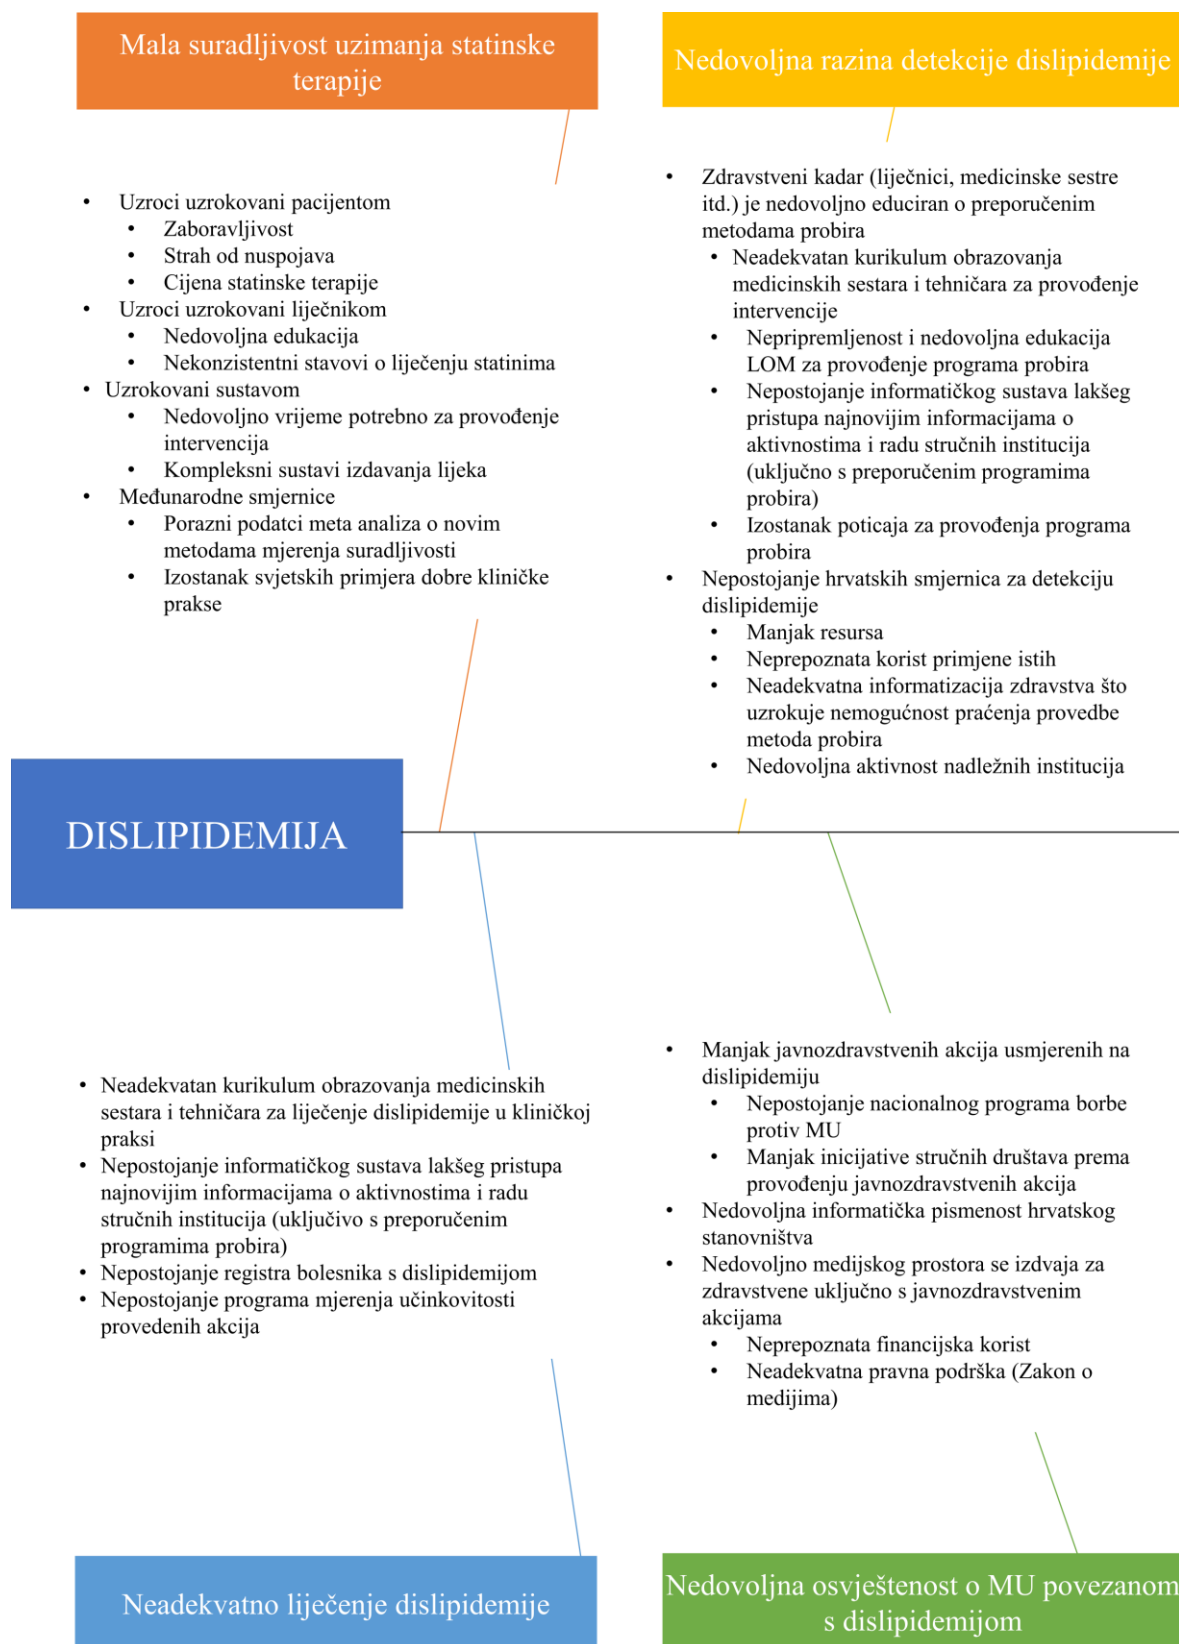 Mala suradljivost uzimanja statinske
terapije
• Uzroci uzrokovani pacijentom
• Zaboravljivost
• Strah od nuspojava
• Cijena statinske terapije
• Uzroci uzrokovani liječnikom
• Nedovoljna edukacija
• Nekonzistentni stavovi o liječenju statinima
• Uzrokovani sustavom
• Nedovoljno vrijeme potrebno za provođenje
intervencija
• Kompleksni sustavi izdavanja lijeka
• Međunarodne smjernice
• Porazni podatci meta analiza o novim
metodama mjerenja suradljivosti
• Izostanak svjetskih primjera dobre kliničke
prakse
Nedovoljna razina detekcije dislipidemije
• Zdravstveni kadar (liječnici, medicinske sestre
itd.) je nedovoljno educiran o preporučenim
metodama probira
• Neadekvatan kurikulum obrazovanja
medicinskih sestara i tehničara za provođenje
intervencije
• Nepripremljenost i nedovoljna edukacija
LOM za provođenje programa probira
• Nepostojanje informatičkog sustava lakšeg
pristupa najnovijim informacijama o
aktivnostima i radu stručnih institucija
(uključno s preporučenim programima
probira)
• Izostanak poticaja za provođenja programa
probira
• Nepostojanje hrvatskih smjernica za detekciju
dislipidemije
• Manjak resursa
• Neprepoznata korist primjene istih
• Neadekvatna informatizacija zdravstva što
uzrokuje nemogućnost praćenja provedbe
metoda probira
• Nedovoljna aktivnost nadležnih institucija
DISLIPIDEMIJA
• Neadekvatan kurikulum obrazovanja medicinskih
sestara i tehničara za liječenje dislipidemije u kliničkoj
praksi
• Nepostojanje informatičkog sustava lakšeg pristupa
najnovijim informacijama o aktivnostima i radu
stručnih institucija (uključivo s preporučenim
programima probira)
• Nepostojanje registra bolesnika s dislipidemijom
• Nepostojanje programa mjerenja učinkovitosti
provedenih akcija
Neadekvatno liječenje dislipidemije
• Manjak javnozdravstvenih akcija usmjerenih na
dislipidemiju
• Nepostojanje nacionalnog programa borbe
protiv MU
• Manjak inicijative stručnih društava prema
provođenju javnozdravstvenih akcija
• Nedovoljna informatička pismenost hrvatskog
stanovništva
• Nedovoljno medijskog prostora se izdvaja za
zdravstvene uključno s javnozdravstvenim
akcijama
• Neprepoznata financijska korist
• Neadekvatna pravna podrška (Zakon o
medijima)
Nedovoljna osvještenost o MU povezanom
s dislipidemijom